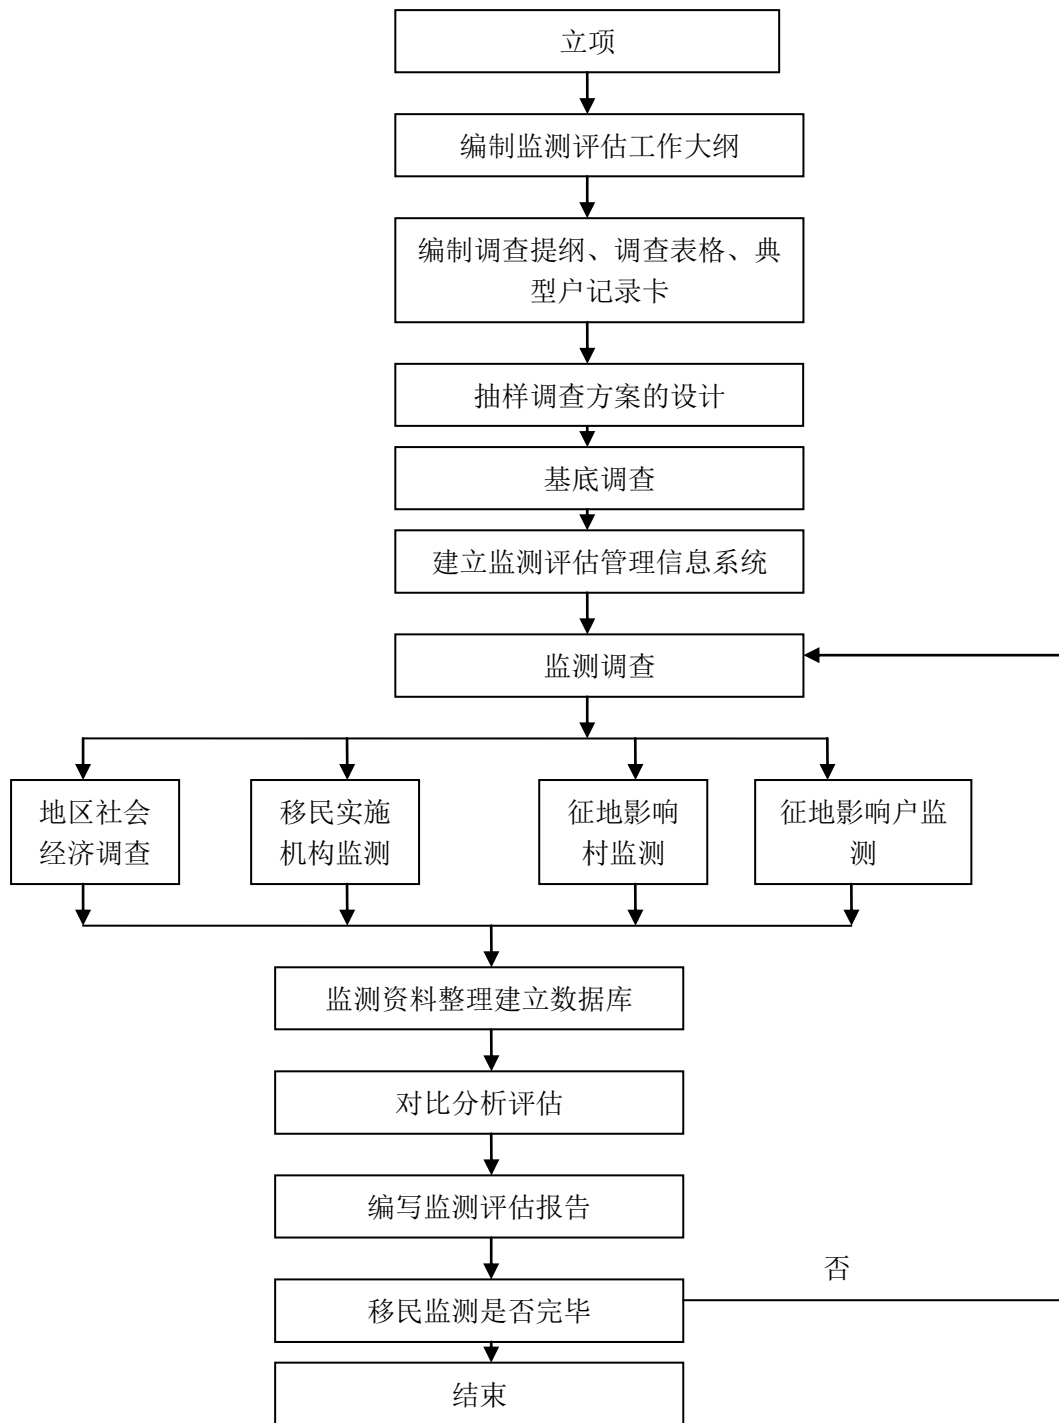 立项
编制监测评估工作大纲
编制调查提纲、调查表格、典
型户记录卡
抽样调查方案的设计
基底调查
建立监测评估管理信息系统
监测调查
地区社会
经济调查
移民实施
机构监测
征地影响
村监测
征地影响户监
测
监测资料整理建立数据库
对比分析评估
编写监测评估报告
否
移民监测是否完毕
结束